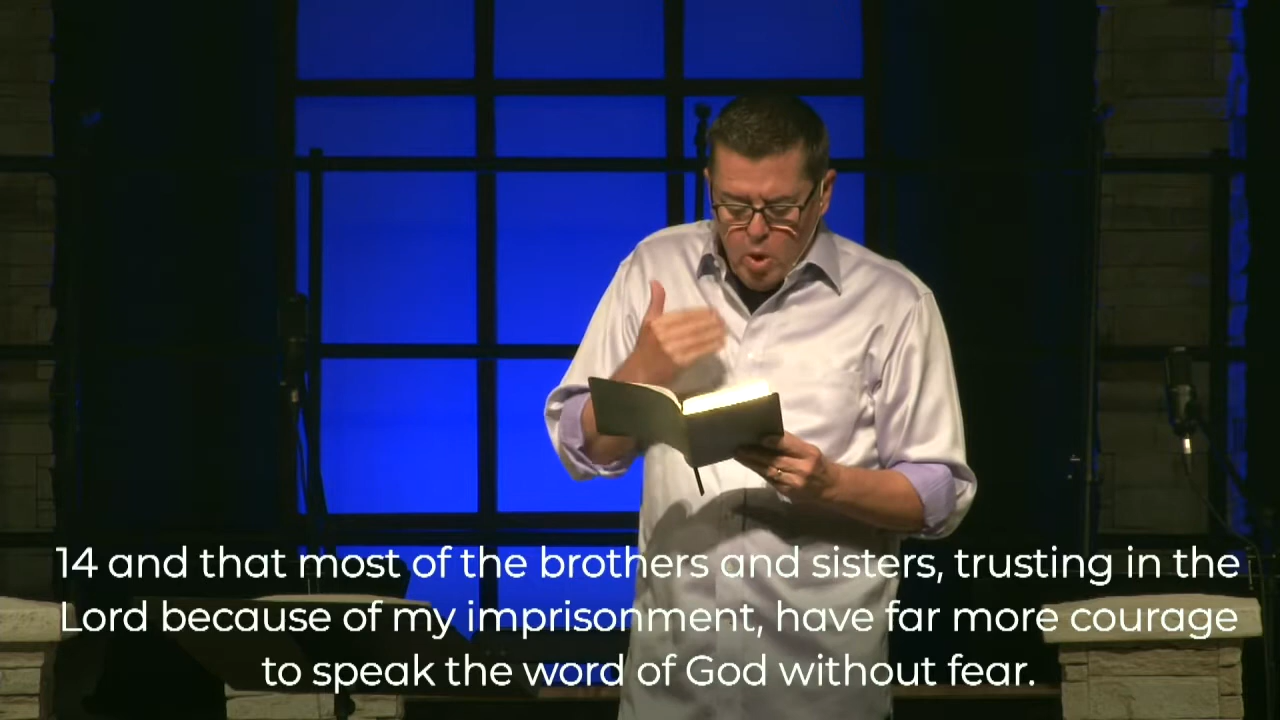 14 and that most of the brothers and sisters, trusting in the
Lord because of my imprisonment, have far more courage
to speak the word of God without fear.